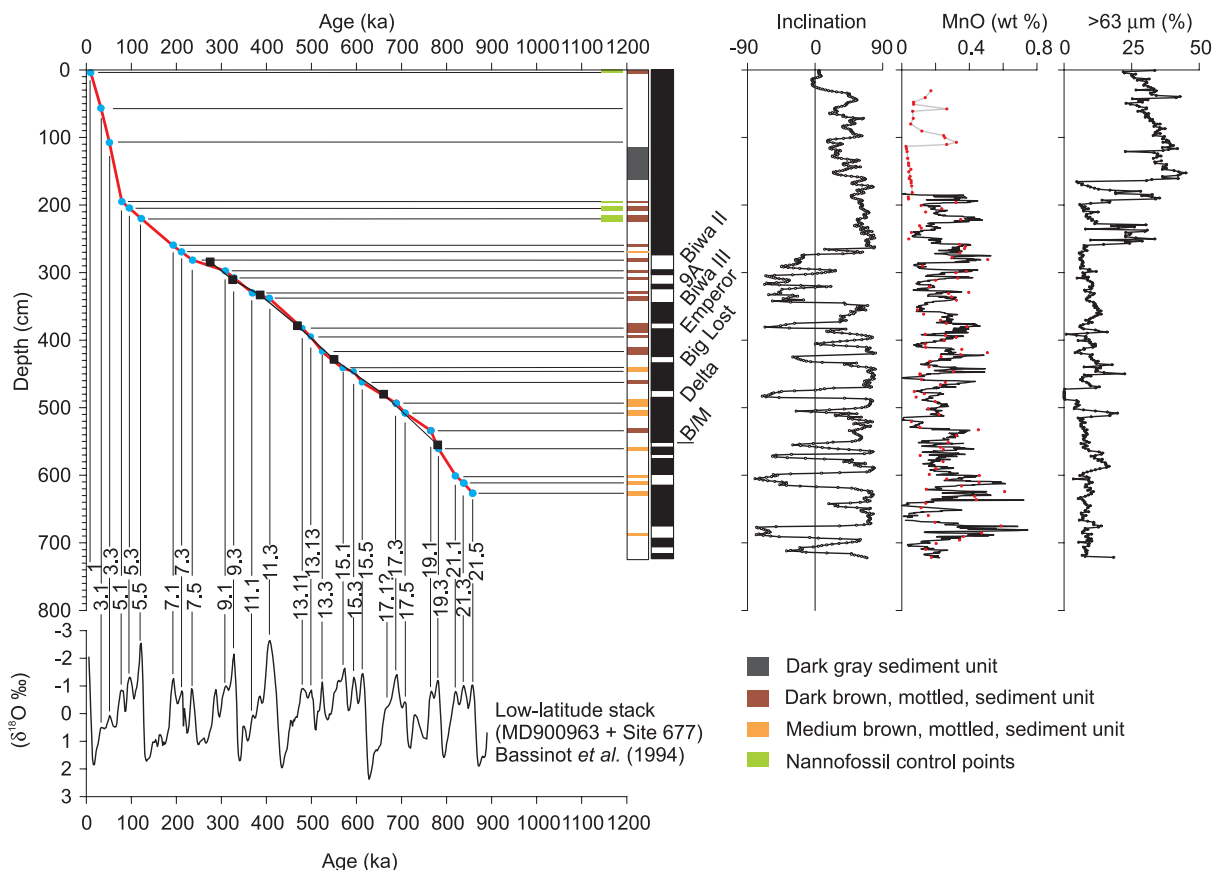 Age (ka)
0 100 200 300 400 500 600 700 800 900 1000 1100 1200
Inclination
-90 0 90
MnO (wt %)
0 0.4 0.8
>63 μm (%)
0 25 50
Depth (cm)
0
100
200
300
400
500
600
700
800
Biwa II
9A
Biwa III
Emperor
Big Lost
Delta
B/M
1
3.1
3.3
5.1
5.3
5.5
7.1
7.3
7.5
9.1
9.3
11.1
11.3
13.11
13.13
13.3
15.1
15.3
15.5
17.1?
17.3
17.5
19.1
19.3
21.1
21.3
21.5
(δ18O ‰)
-3
-2
-1
0
1
2
3
Low-latitude stack
(MD900963 + Site 677)
Bassinot et al. (1994)
0 100 200 300 400 500 600 700 800 900 1000 1100 1200
Age (ka)
Dark gray sediment unit
Dark brown, mottled, sediment unit
Medium brown, mottled, sediment unit
Nannofossil control points